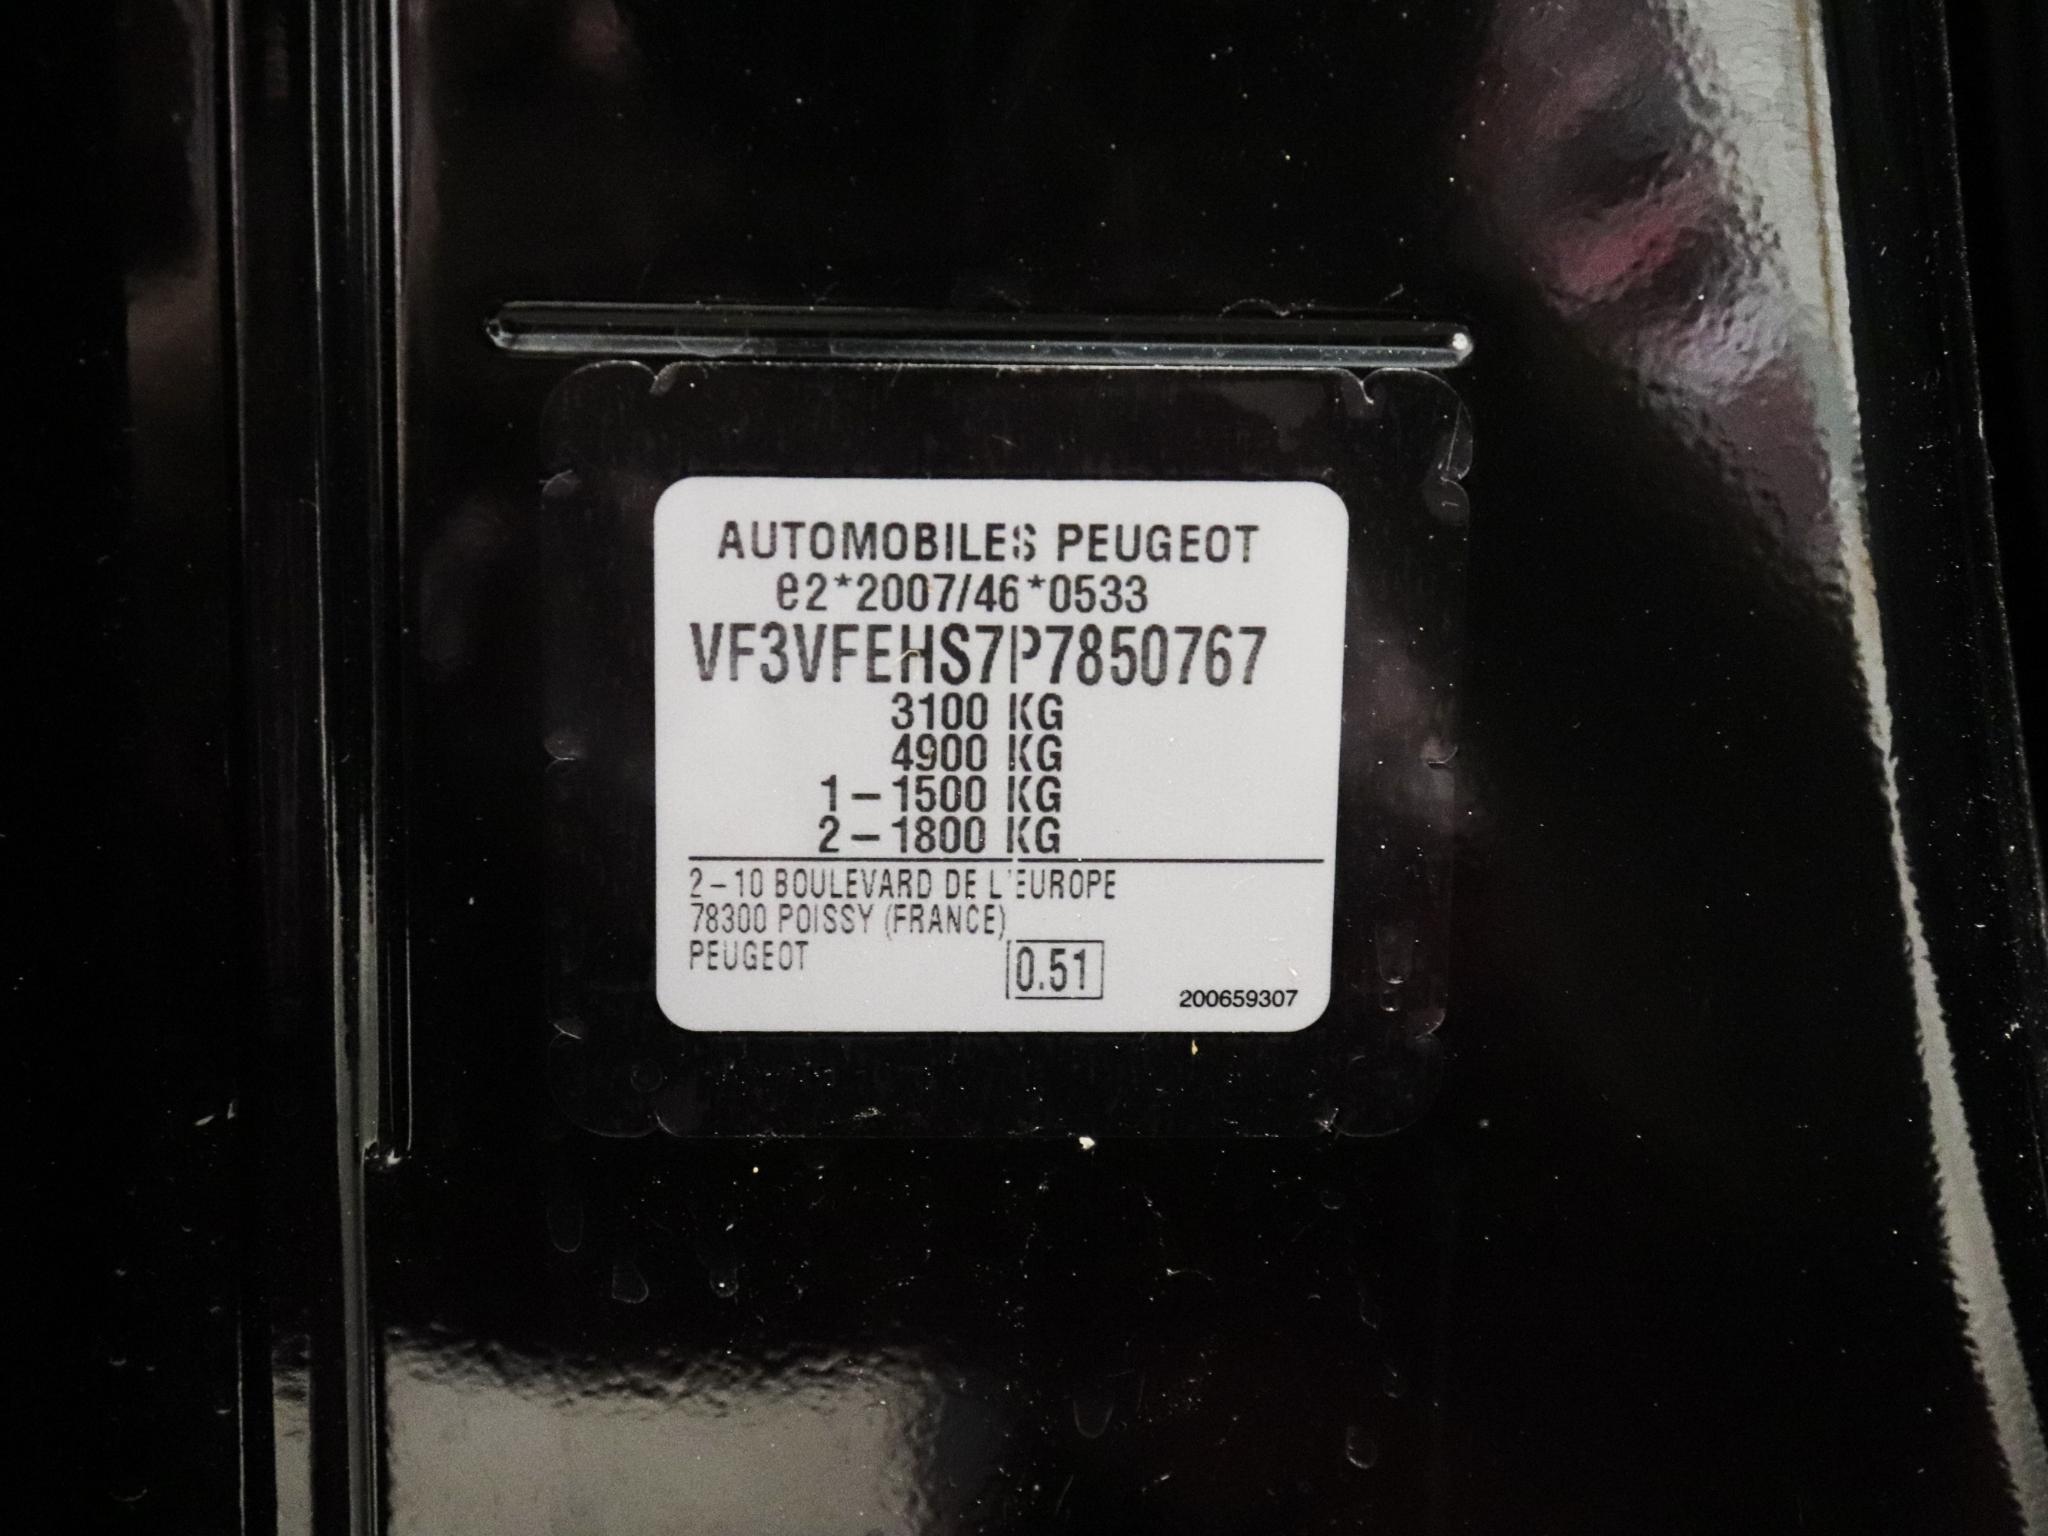 AUTOMOBILES PEUGEOT
e2*2007/46*0533
VF3VFEHS7P7850767
3100 KG
4900 KG
1-1500 KG
2-1800 KG
2-10 BOULEVARD DE L'EUROPE
78300 POISSY (FRANCE)
PEUGEOT
0.51
200659307